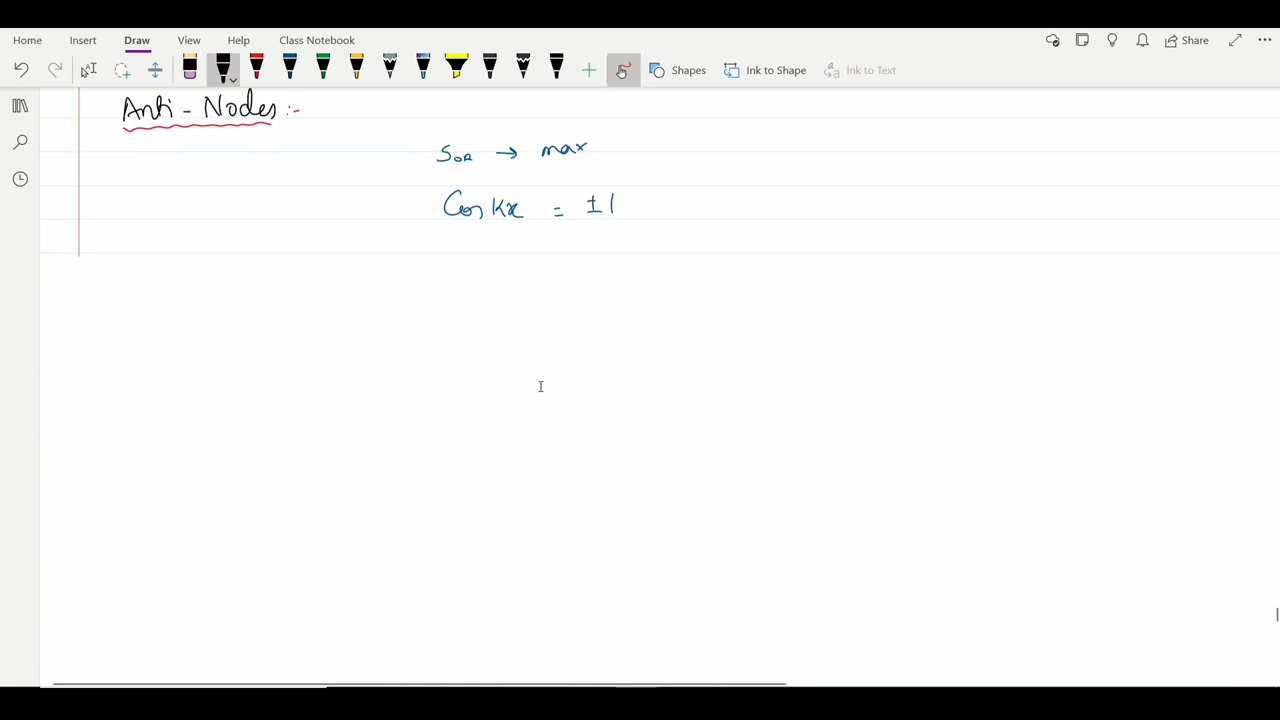 Home Insert Draw View Help Class Notebook
Share
Shapes Ink to Shape Ink to Text
Anti - Nodes :-
SOR → max
Cos Kx = ±1